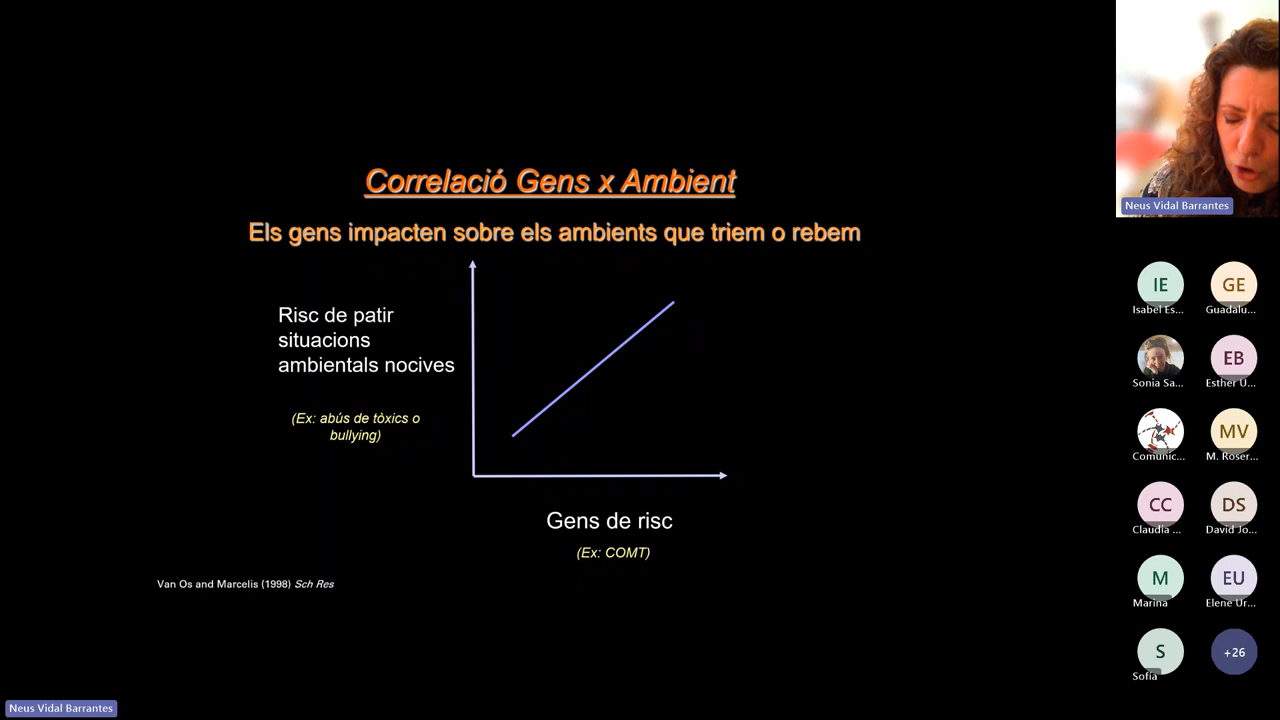 Correlació Gens x Ambient
Els gens impacten sobre els ambients que triem o rebem
Risc de patir
situacions
ambientals nocives
(Ex: abús de tòxics o
bullying)
Gens de risc
(Ex: COMT)
Van Os and Marcelis (1998) Sch Res
Neus Vidal Barrantes
Neus Vidal Barrantes
IE
GE
Isabel Es...
Guadalu...
EB
Sonia Sa...
Esther U...
MV
Comunic...
M. Roser...
CC
DS
Claudia ...
David Jo...
M
EU
Marina
Elene Ur...
S
+26
Sofía